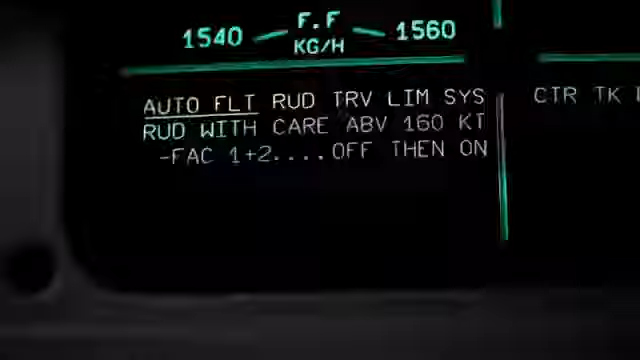 1540 F.F 1560
KG/H
AUTO FLT RUD TRV LIM SYS
RUD WITH CARE ABV 160 KT
-FAC 1+2....OFF THEN ON
CTR TK